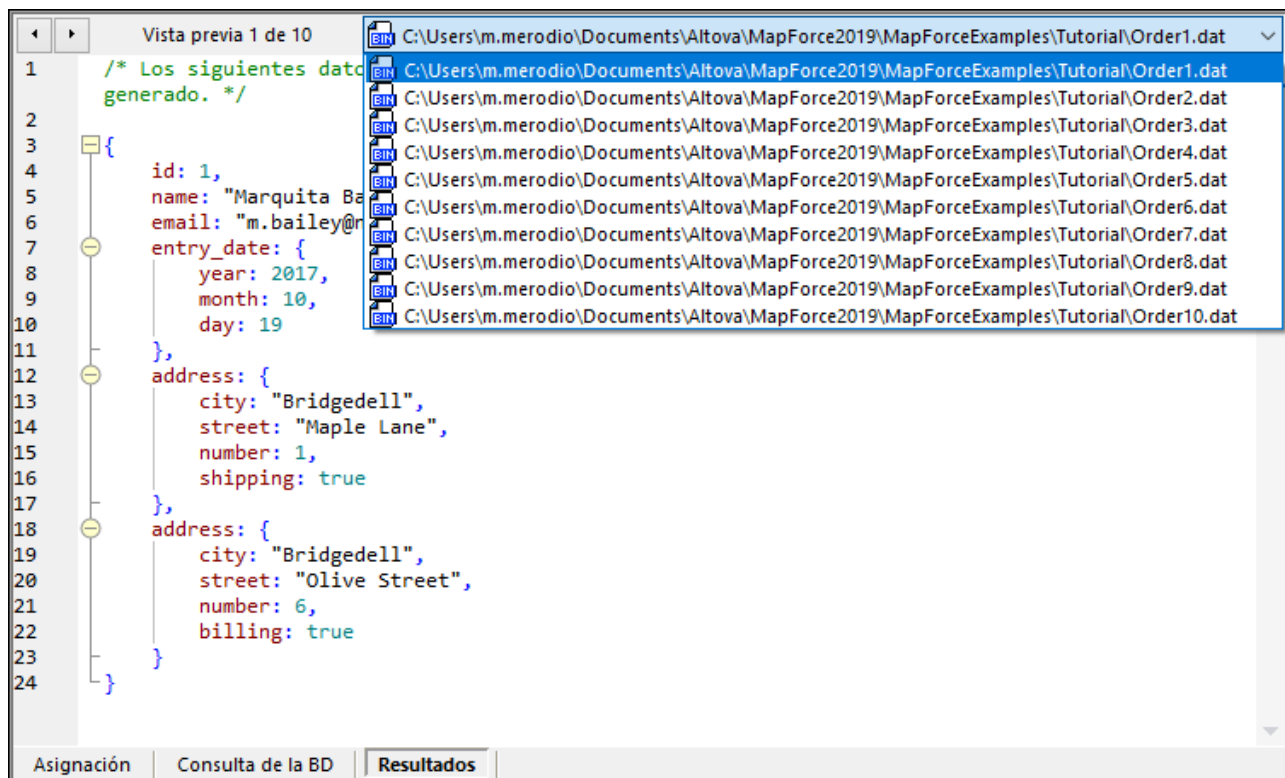 Vista previa 1 de 10
C:\Users\m.merodio\Documents\Altova\MapForce2019\MapForceExamples\Tutorial\Order1.dat
C:\Users\m.merodio\Documents\Altova\MapForce2019\MapForceExamples\Tutorial\Order1.dat
C:\Users\m.merodio\Documents\Altova\MapForce2019\MapForceExamples\Tutorial\Order2.dat
C:\Users\m.merodio\Documents\Altova\MapForce2019\MapForceExamples\Tutorial\Order3.dat
C:\Users\m.merodio\Documents\Altova\MapForce2019\MapForceExamples\Tutorial\Order4.dat
C:\Users\m.merodio\Documents\Altova\MapForce2019\MapForceExamples\Tutorial\Order5.dat
C:\Users\m.merodio\Documents\Altova\MapForce2019\MapForceExamples\Tutorial\Order6.dat
C:\Users\m.merodio\Documents\Altova\MapForce2019\MapForceExamples\Tutorial\Order7.dat
C:\Users\m.merodio\Documents\Altova\MapForce2019\MapForceExamples\Tutorial\Order8.dat
C:\Users\m.merodio\Documents\Altova\MapForce2019\MapForceExamples\Tutorial\Order9.dat
C:\Users\m.merodio\Documents\Altova\MapForce2019\MapForceExamples\Tutorial\Order10.dat
1 /* Los siguientes dato
generado. */
2
3 {
4 id: 1,
5 name: "Marquita Ba
6 email: "m.bailey@n
7 entry_date: {
8 year: 2017,
9 month: 10,
10 day: 19
11 },
12 address: {
13 city: "Bridgedell",
14 street: "Maple Lane",
15 number: 1,
16 shipping: true
17 },
18 address: {
19 city: "Bridgedell",
20 street: "Olive Street",
21 number: 6,
22 billing: true
23 }
24 }
Asignación Consulta de la BD Resultados